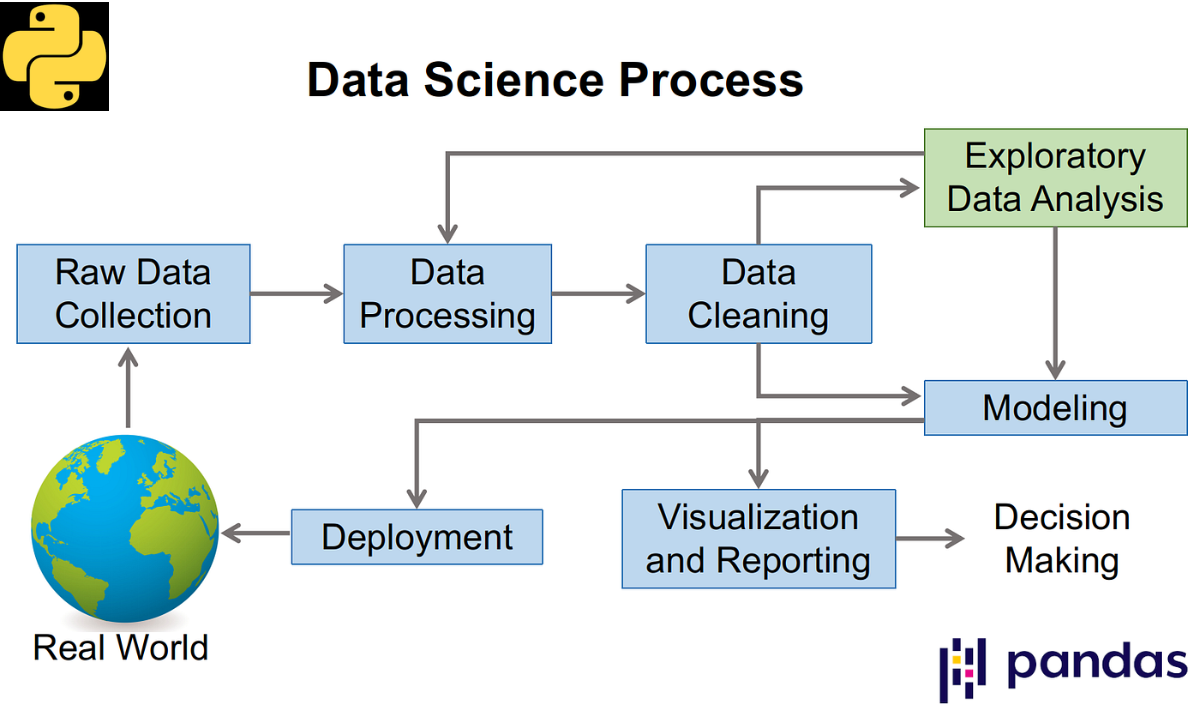 Data Science Process
Exploratory
Data Analysis
Raw Data
Collection
Data
Processing
Data
Cleaning
Modeling
Deployment
Visualization
and Reporting
Decision
Making
Real World
pandas